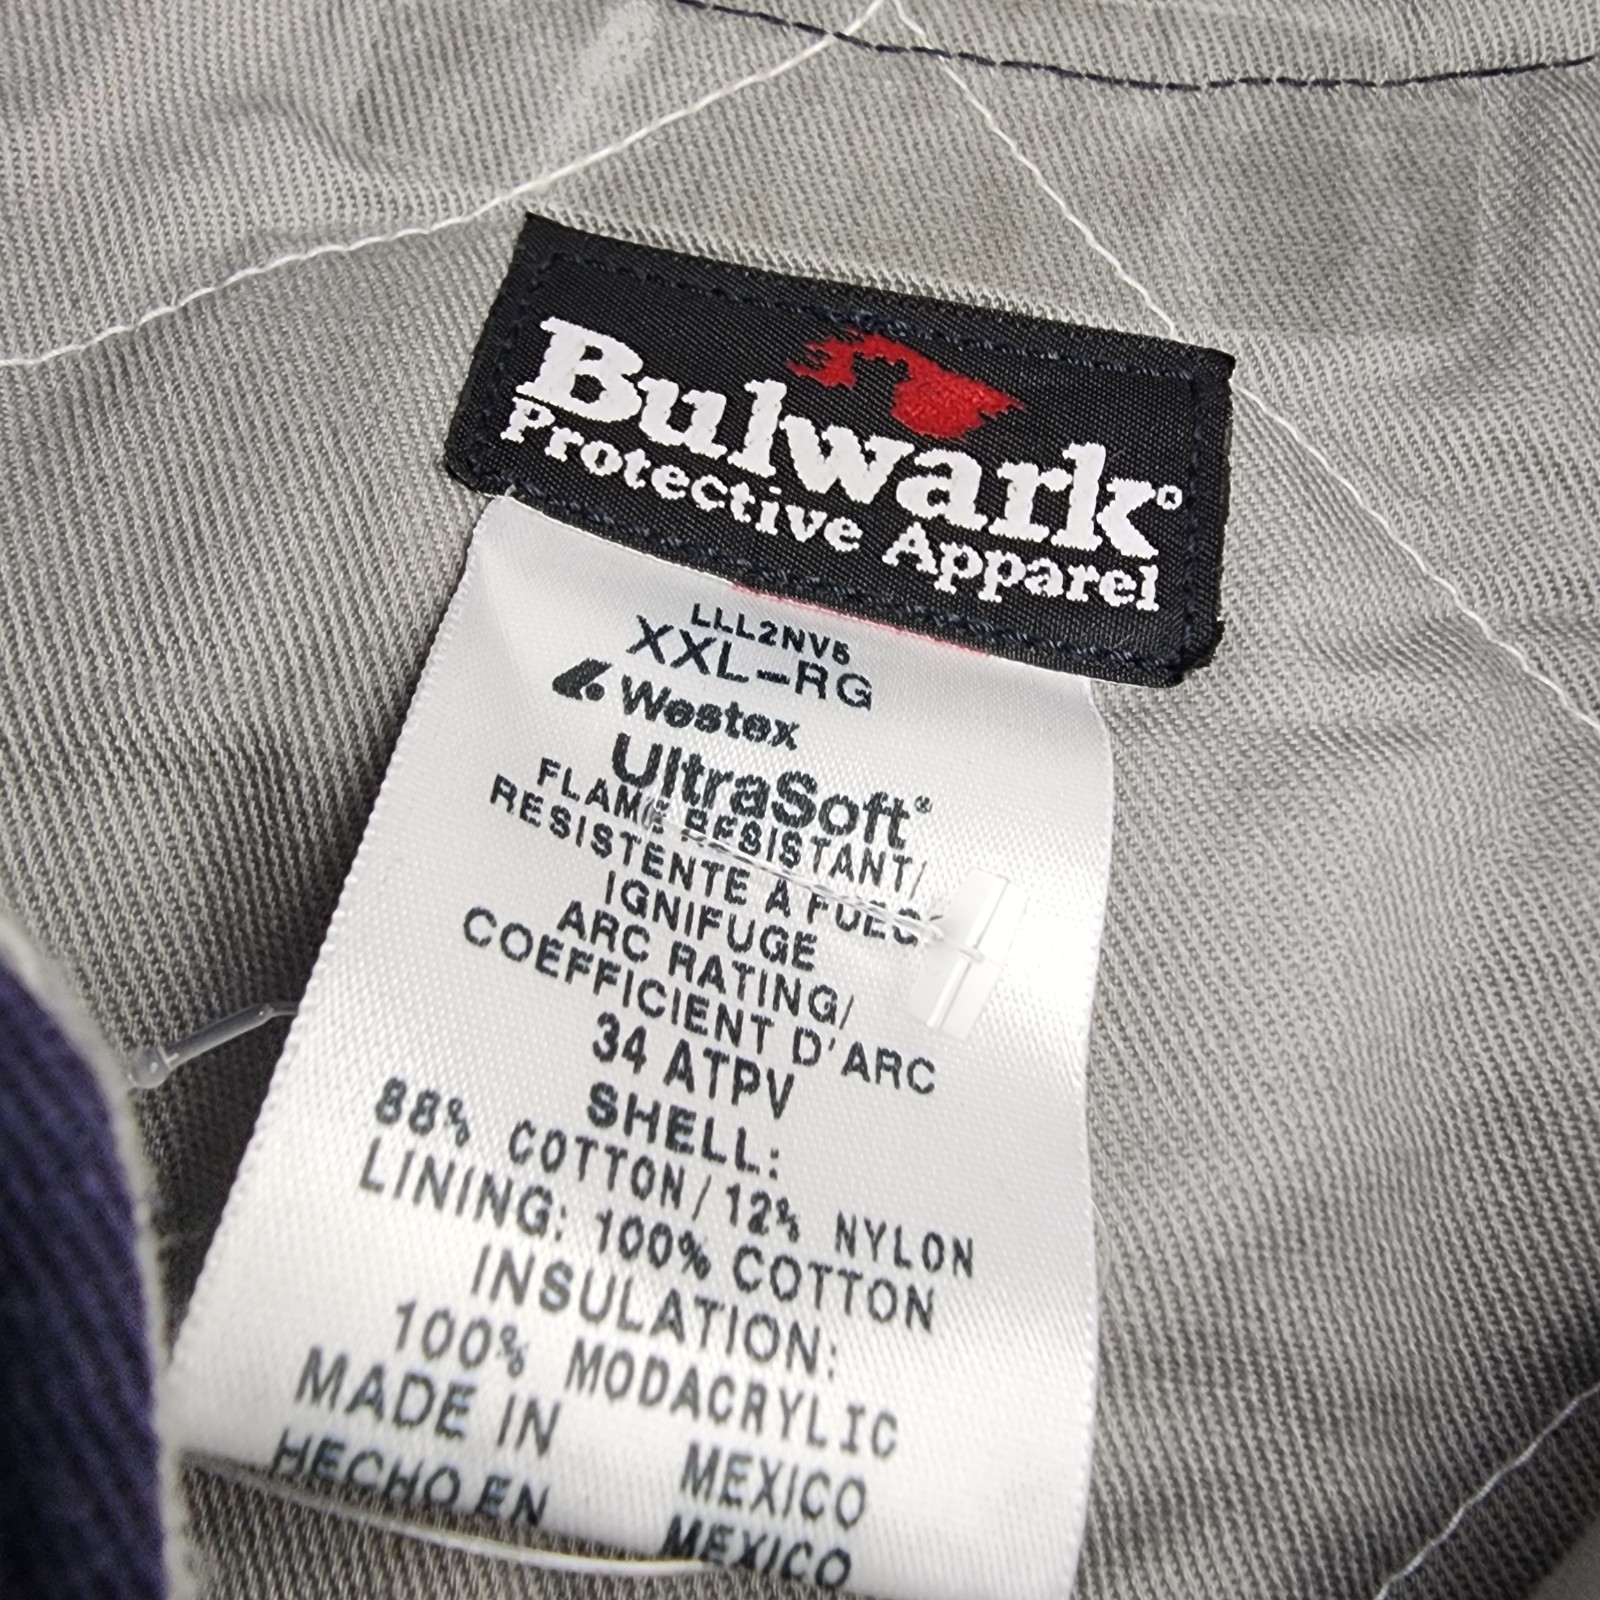 Bulwark®
Protective Apparel
LLL2NV5
XXL-RG
Westex
UltraSoft®
FLAME RESISTANT/
RESISTENTE A FUEGO
IGNIFUGE
ARC RATING/
COEFFICIENT D'ARC
34 ATPV
SHELL:
88% COTTON/12% NYLON
LINING: 100% COTTON
INSULATION:
100% MODACRYLIC
MADE IN MEXICO
HECHO EN MEXICO